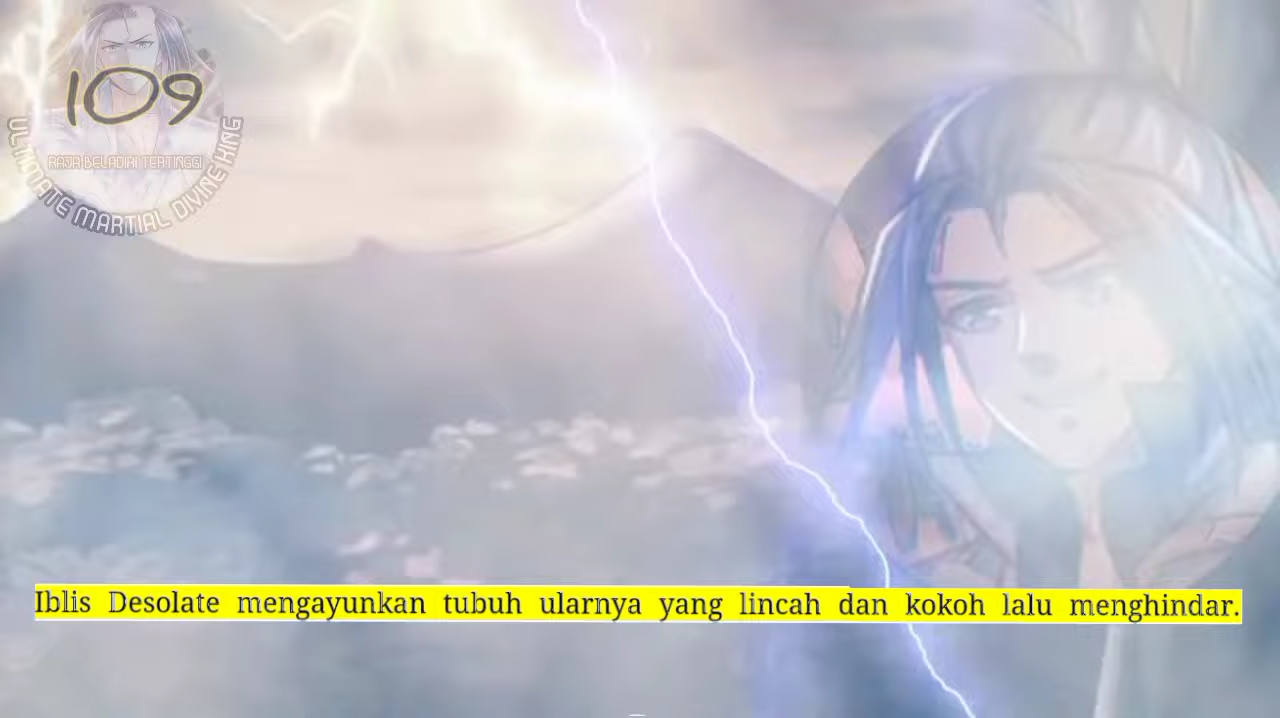 109
RAJA BELADIRI TERTINGGI
ULTIMATE MARTIAL DIVINE KING
Iblis Desolate mengayunkan tubuh ularnya yang lincah dan kokoh lalu menghindar.